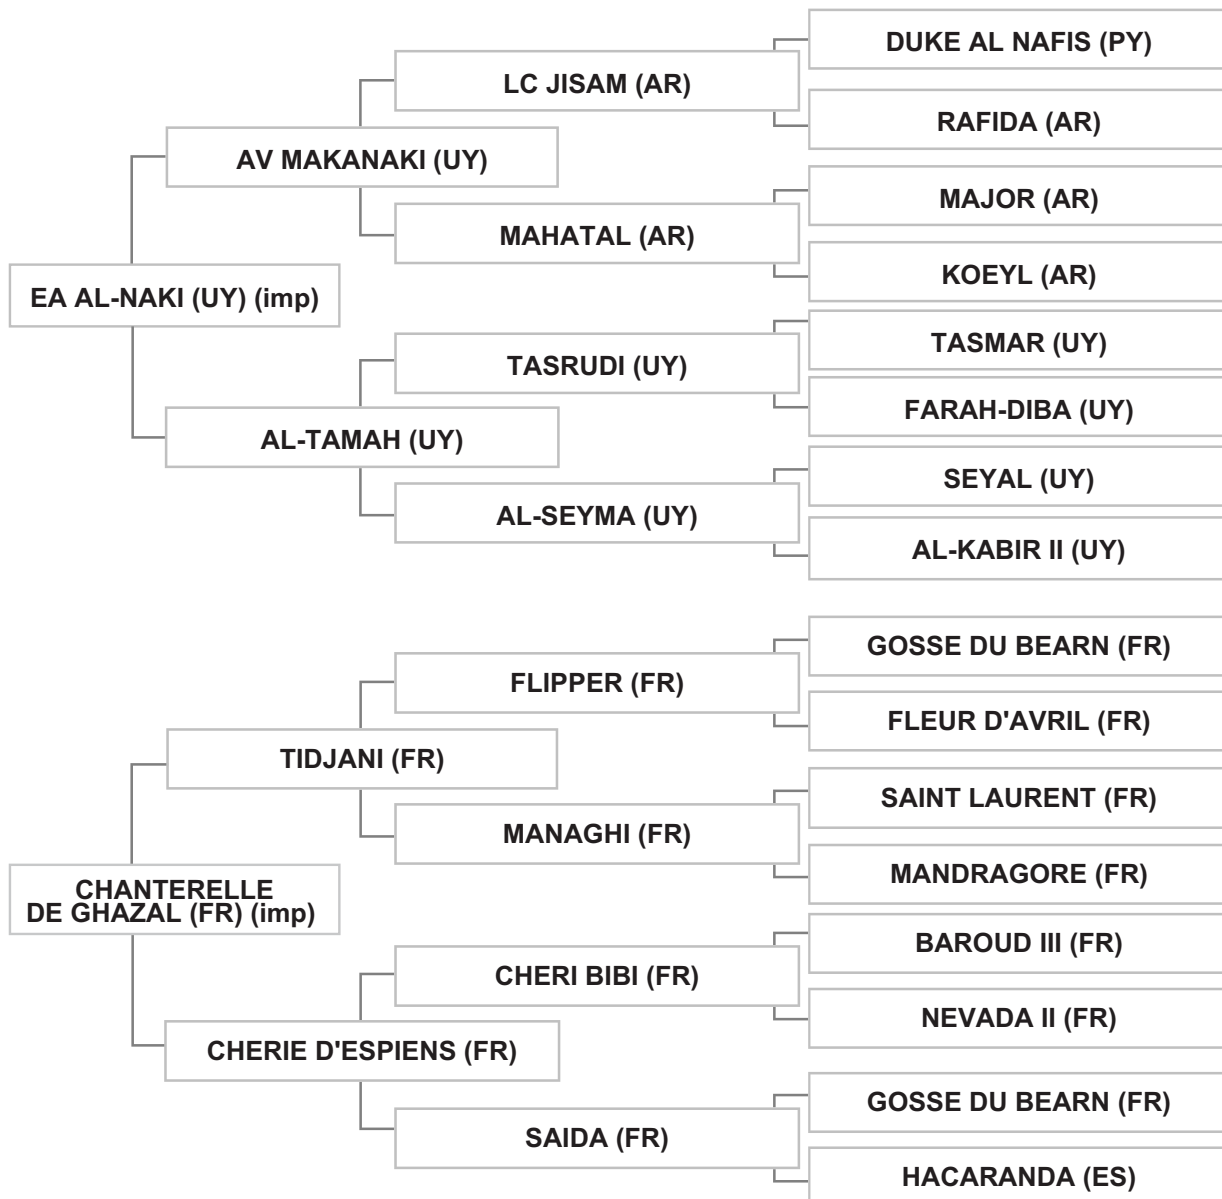 DUKE AL NAFIS (PY)
LC JISAM (AR)
RAFIDA (AR)
AV MAKANAKI (UY)
MAJOR (AR)
MAHATAL (AR)
KOEYL (AR)
EA AL-NAKI (UY) (imp)
TASMAR (UY)
TASRUDI (UY)
FARAH-DIBA (UY)
AL-TAMAH (UY)
SEYAL (UY)
AL-SEYMA (UY)
AL-KABIR II (UY)
GOSSE DU BEARN (FR)
FLIPPER (FR)
FLEUR D'AVRIL (FR)
TIDJANI (FR)
SAINT LAURENT (FR)
MANAGHI (FR)
MANDRAGORE (FR)
CHANTERELLE
DE GHAZAL (FR) (imp)
BAROUD III (FR)
CHERI BIBI (FR)
NEVADA II (FR)
CHERIE D'ESPIENS (FR)
GOSSE DU BEARN (FR)
SAIDA (FR)
HACARANDA (ES)